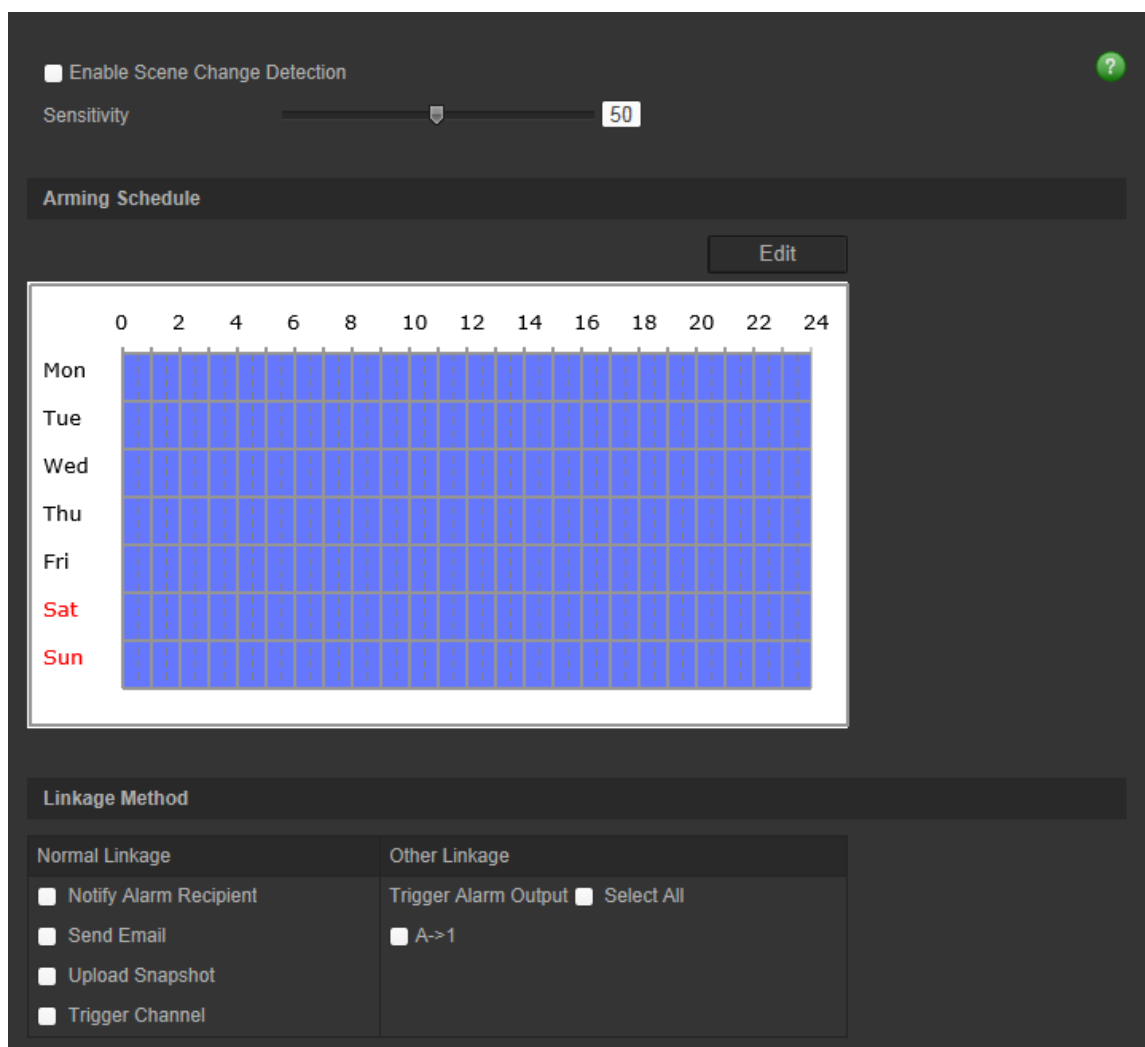 Enable Scene Change Detection
?
Sensitivity 50
Arming Schedule
Edit
0 2 4 6 8 10 12 14 16 18 20 22 24
Mon
Tue
Wed
Thu
Fri
Sat
Sun
Linkage Method
Normal Linkage Other Linkage
Notify Alarm Recipient Trigger Alarm Output Select All
Send Email A->1
Upload Snapshot
Trigger Channel